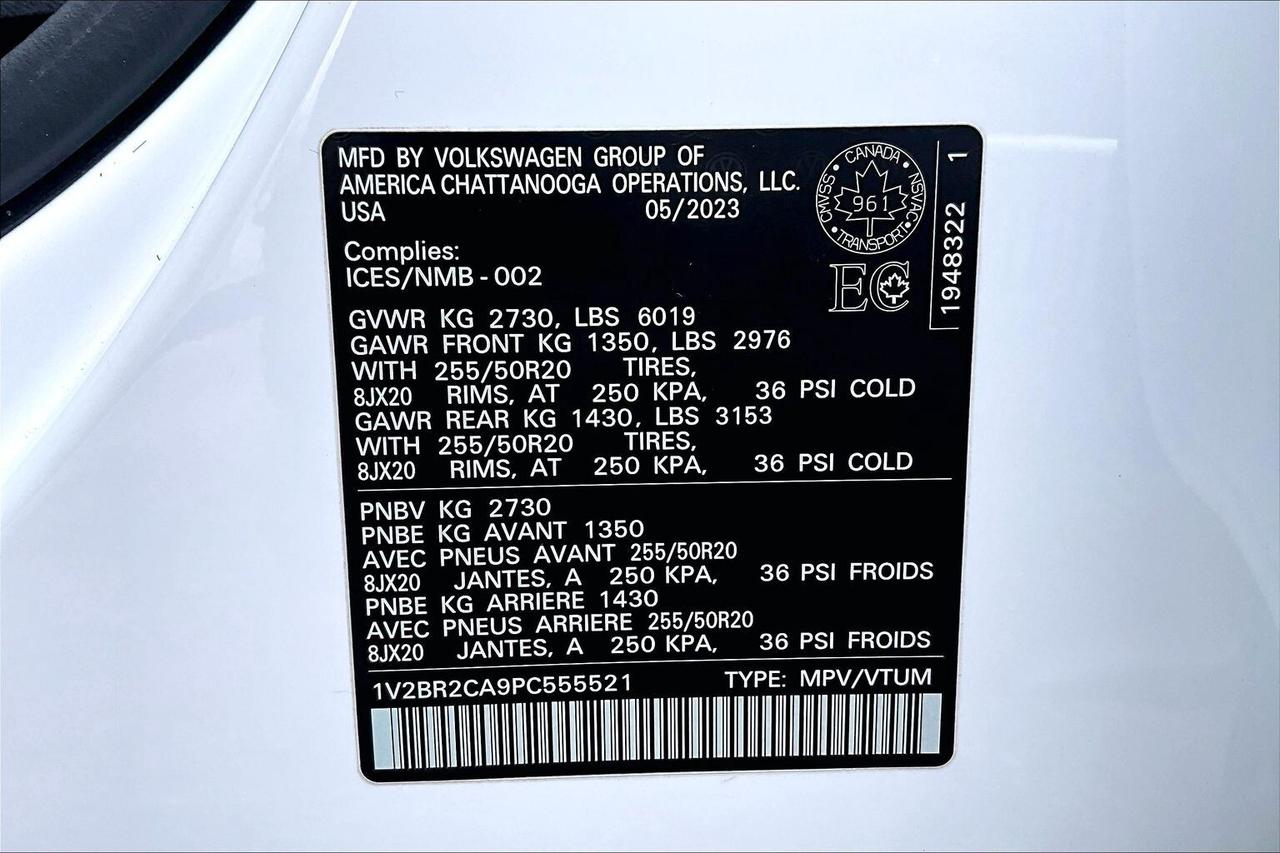 MFD BY VOLKSWAGEN GROUP OF
AMERICA CHATTANOOGA OPERATIONS, LLC.
USA 05/2023
CANADA
CMVSS 961 NSVAC
TRANSPORT
EC
1948322 1
Complies:
ICES/NMB-002
GVWR KG 2730, LBS 6019
GAWR FRONT KG 1350, LBS 2976
WITH 255/50R20 TIRES,
8JX20 RIMS, AT 250 KPA, 36 PSI COLD
GAWR REAR KG 1430, LBS 3153
WITH 255/50R20 TIRES,
8JX20 RIMS, AT 250 KPA, 36 PSI COLD
PNBV KG 2730
PNBE KG AVANT 1350
AVEC PNEUS AVANT 255/50R20
8JX20 JANTES, A 250 KPA, 36 PSI FROIDS
PNBE KG ARRIERE 1430
AVEC PNEUS ARRIERE 255/50R20
8JX20 JANTES, A 250 KPA, 36 PSI FROIDS
1V2BR2CA9PC555521 TYPE: MPV/VTUM